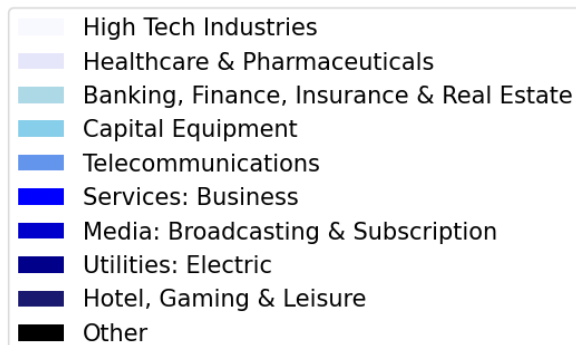 High Tech Industries
Healthcare & Pharmaceuticals
Banking, Finance, Insurance & Real Estate
Capital Equipment
Telecommunications
Services: Business
Media: Broadcasting & Subscription
Utilities: Electric
Hotel, Gaming & Leisure
Other